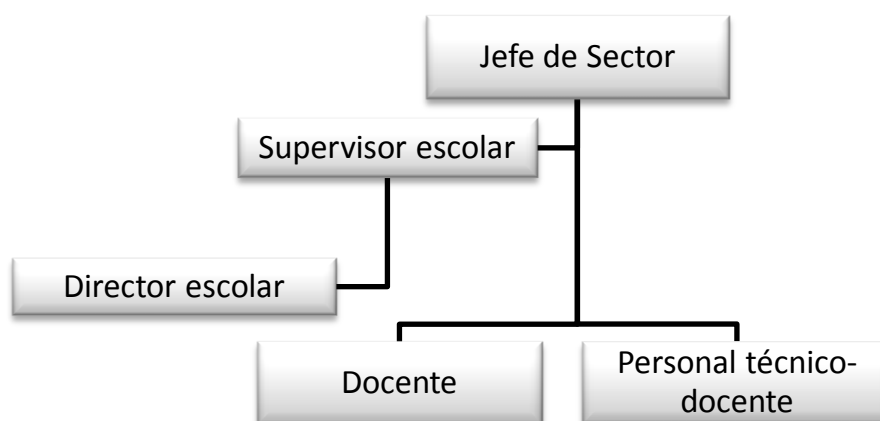 Jefe de Sector
Supervisor escolar
Director escolar
Docente
Personal técnico-
docente